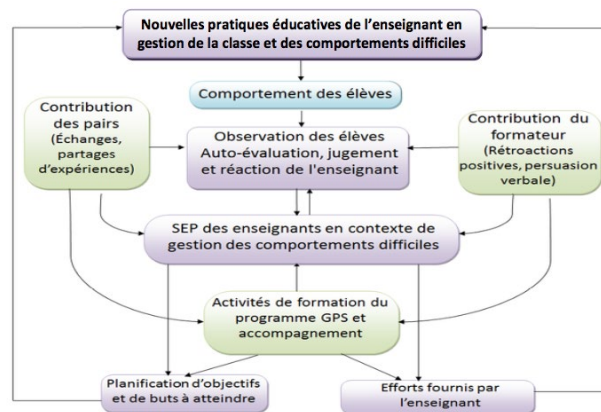 Nouvelles pratiques éducatives de l'enseignant en
gestion de la classe et des comportements difficiles
Comportement des élèves
Contribution
des pairs
(Échanges,
partages
d'expériences)
Observation des élèves
Auto-évaluation, jugement
et réaction de l'enseignant
Contribution du
formateur
(Rétroactions
positives, persuasion
verbale)
SEP des enseignants en contexte de
gestion des comportements difficiles
Activités de formation du
programme GPS et
accompagnement
Planification d'objectifs
et de buts à atteindre
Efforts fournis par
l'enseignant